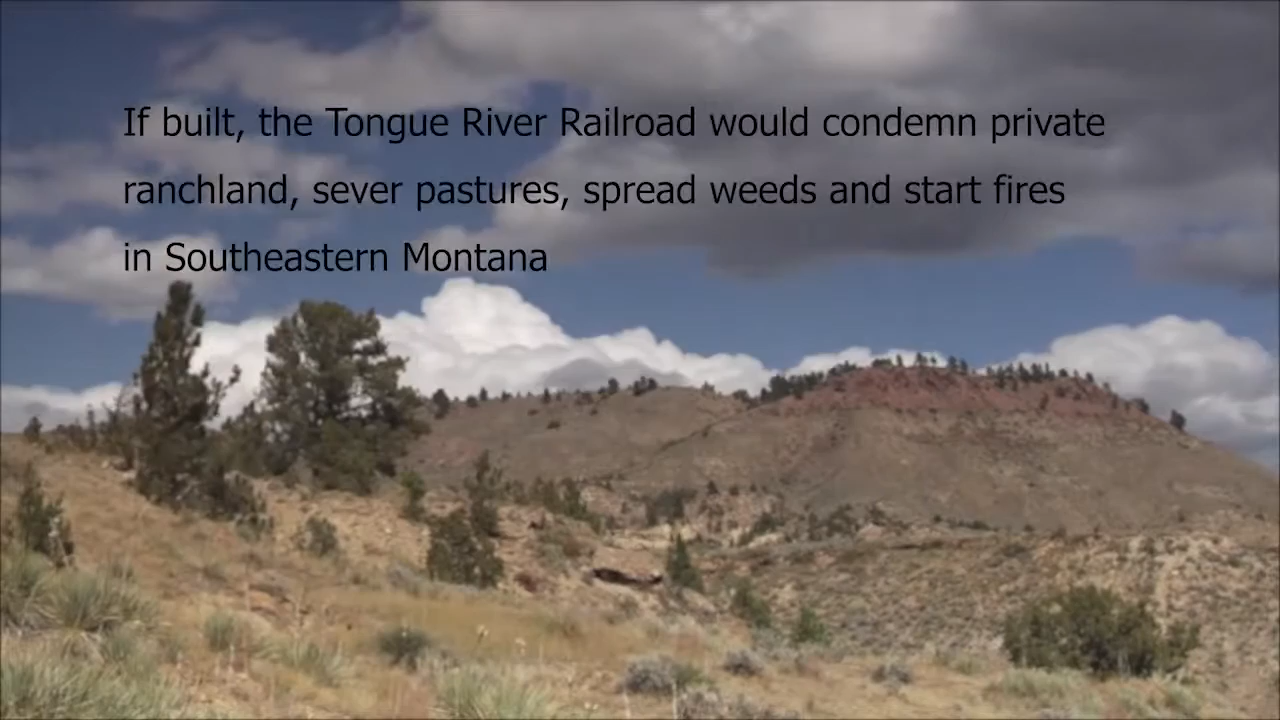 If built, the Tongue River Railroad would condemn private
ranchland, sever pastures, spread weeds and start fires
in Southeastern Montana